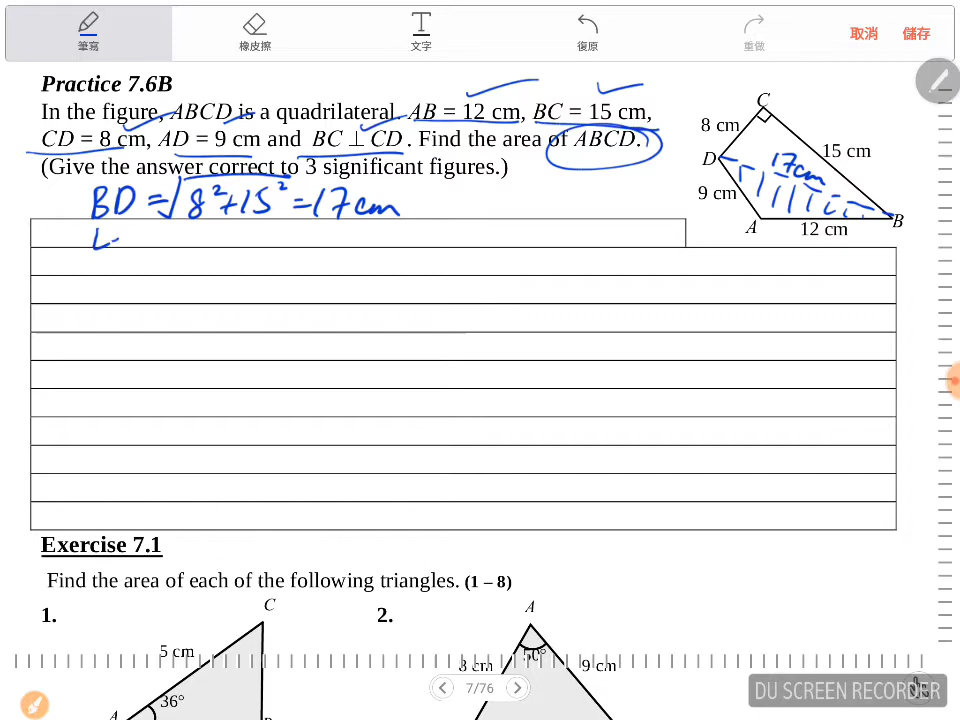 筆寫 橡皮擦 文字 復原 重做 取消 儲存
Practice 7.6B
In the figure, ABCD is a quadrilateral. AB = 12 cm, BC = 15 cm,
CD = 8 cm, AD = 9 cm and BC ⊥ CD. Find the area of ABCD.
(Give the answer correct to 3 significant figures.)
BD = √8²+15² = 17 cm
C
8 cm
15 cm
D
17cm
9 cm
A
12 cm
B
Exercise 7.1
Find the area of each of the following triangles. (1 – 8)
1.
C
5 cm
36°
A
B
2.
A
50°
8 cm
9 cm
7/76
DU SCREEN RECORDER